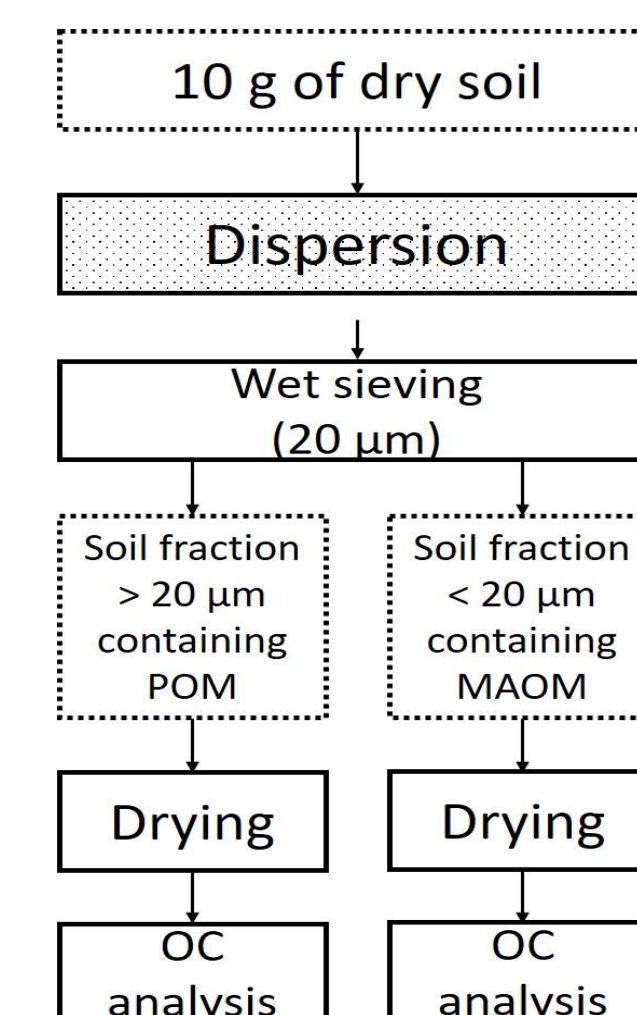 10 g of dry soil
Dispersion
Wet sieving
(20 µm)
Soil fraction
> 20 µm
containing
POM
Soil fraction
< 20 µm
containing
MAOM
Drying
Drying
OC
analysis
OC
analysis